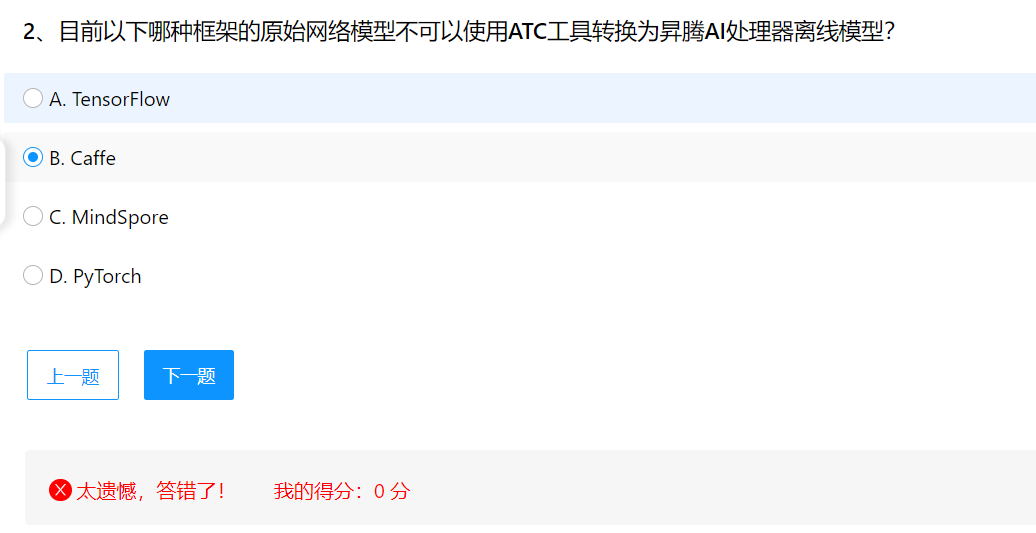 2、目前以下哪种框架的原始网络模型不可以使用ATC工具转换为昇腾AI处理器离线模型？
A. TensorFlow
B. Caffe
C. MindSpore
D. PyTorch
上一题 下一题
太遗憾，答错了！ 我的得分：0 分